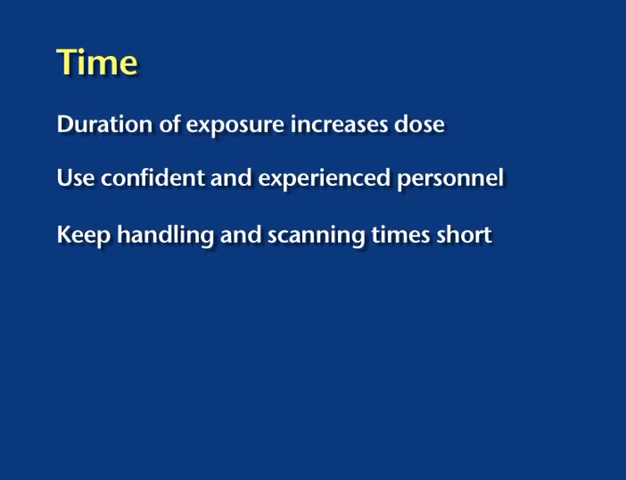 Time
Duration of exposure increases dose
Use confident and experienced personnel
Keep handling and scanning times short